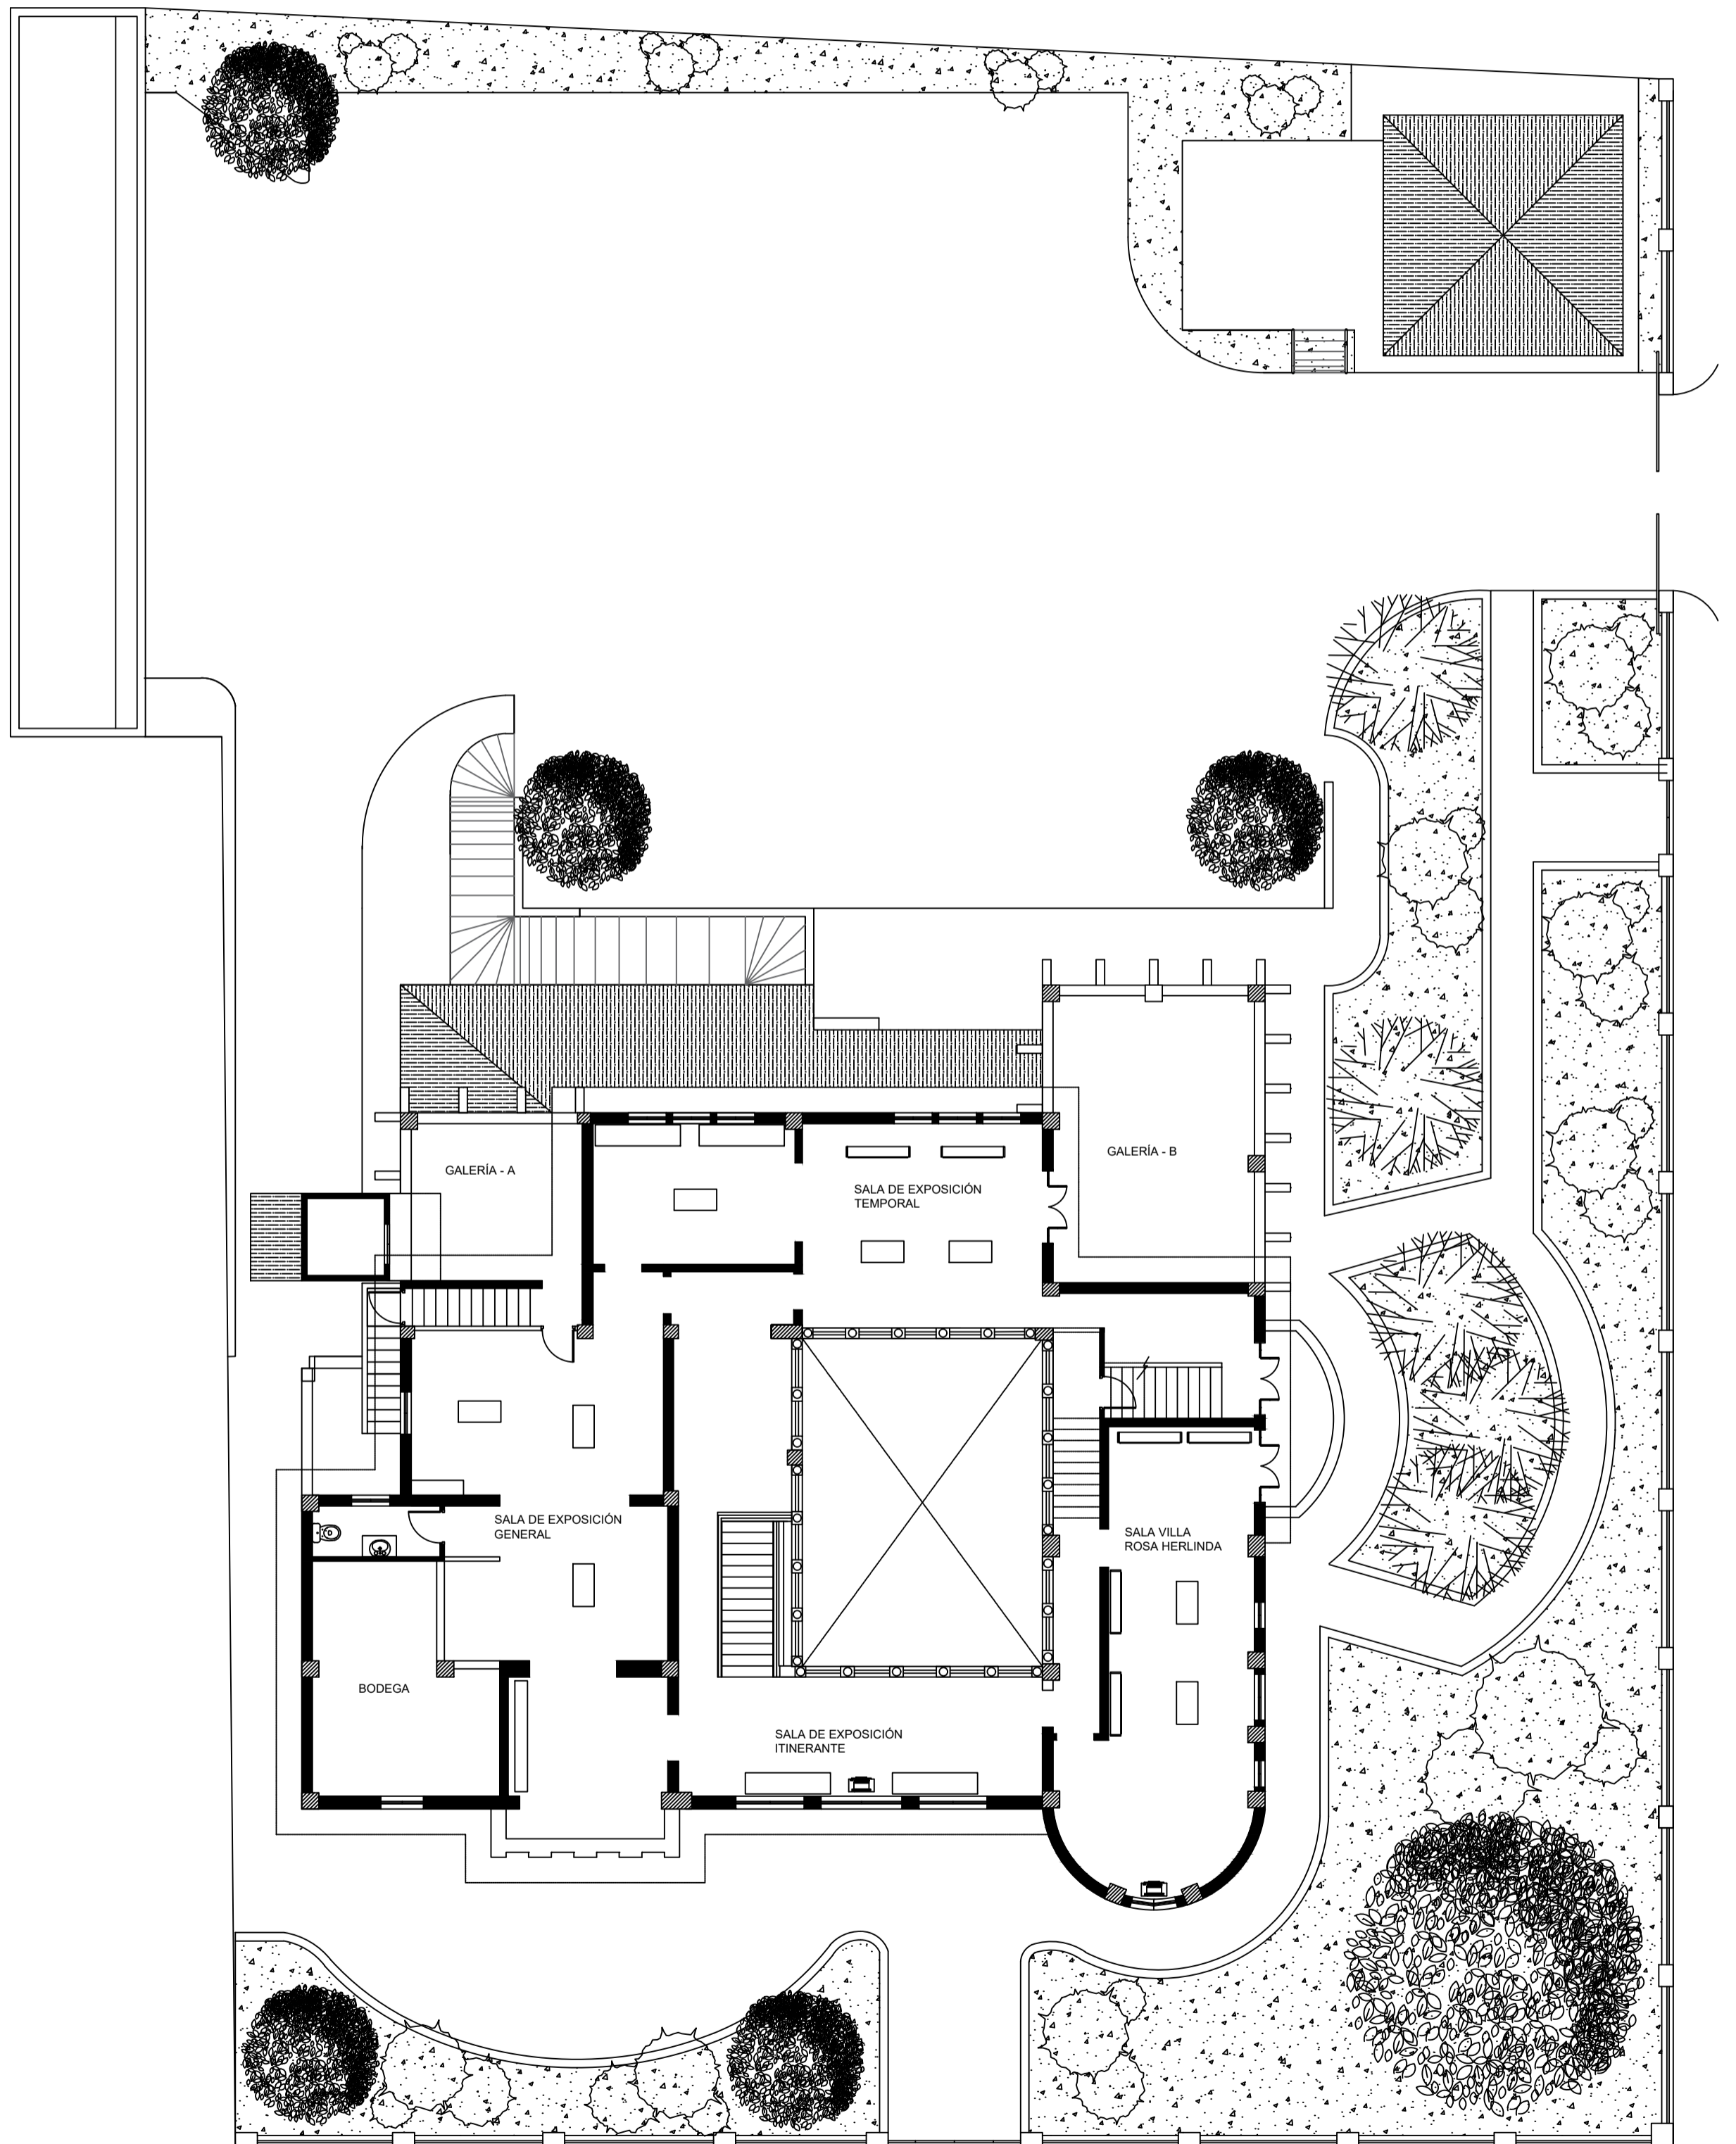 GALERÍA - A
GALERÍA - B
SALA DE EXPOSICIÓN
TEMPORAL
SALA DE EXPOSICIÓN
GENERAL
SALA VILLA
ROSA HERLINDA
BODEGA
SALA DE EXPOSICIÓN
ITINERANTE